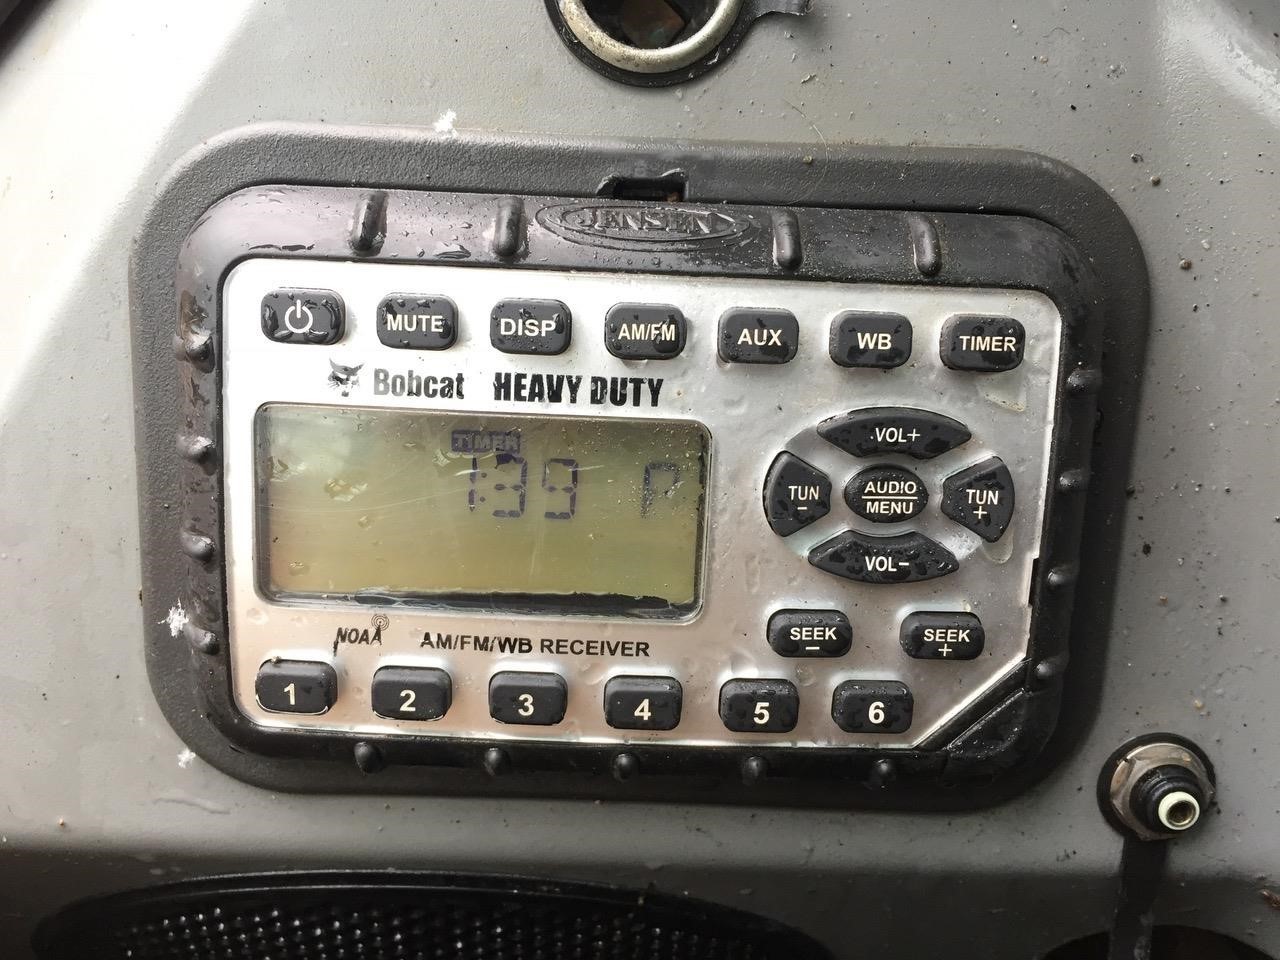 JENSEN
MUTE DISP AM/FM AUX WB TIMER
Bobcat HEAVY DUTY
TIMER
1:39 P
VOL+
TUN - AUDIO/MENU TUN +
VOL-
SEEK - SEEK +
NOAA AM/FM/WB RECEIVER
1 2 3 4 5 6